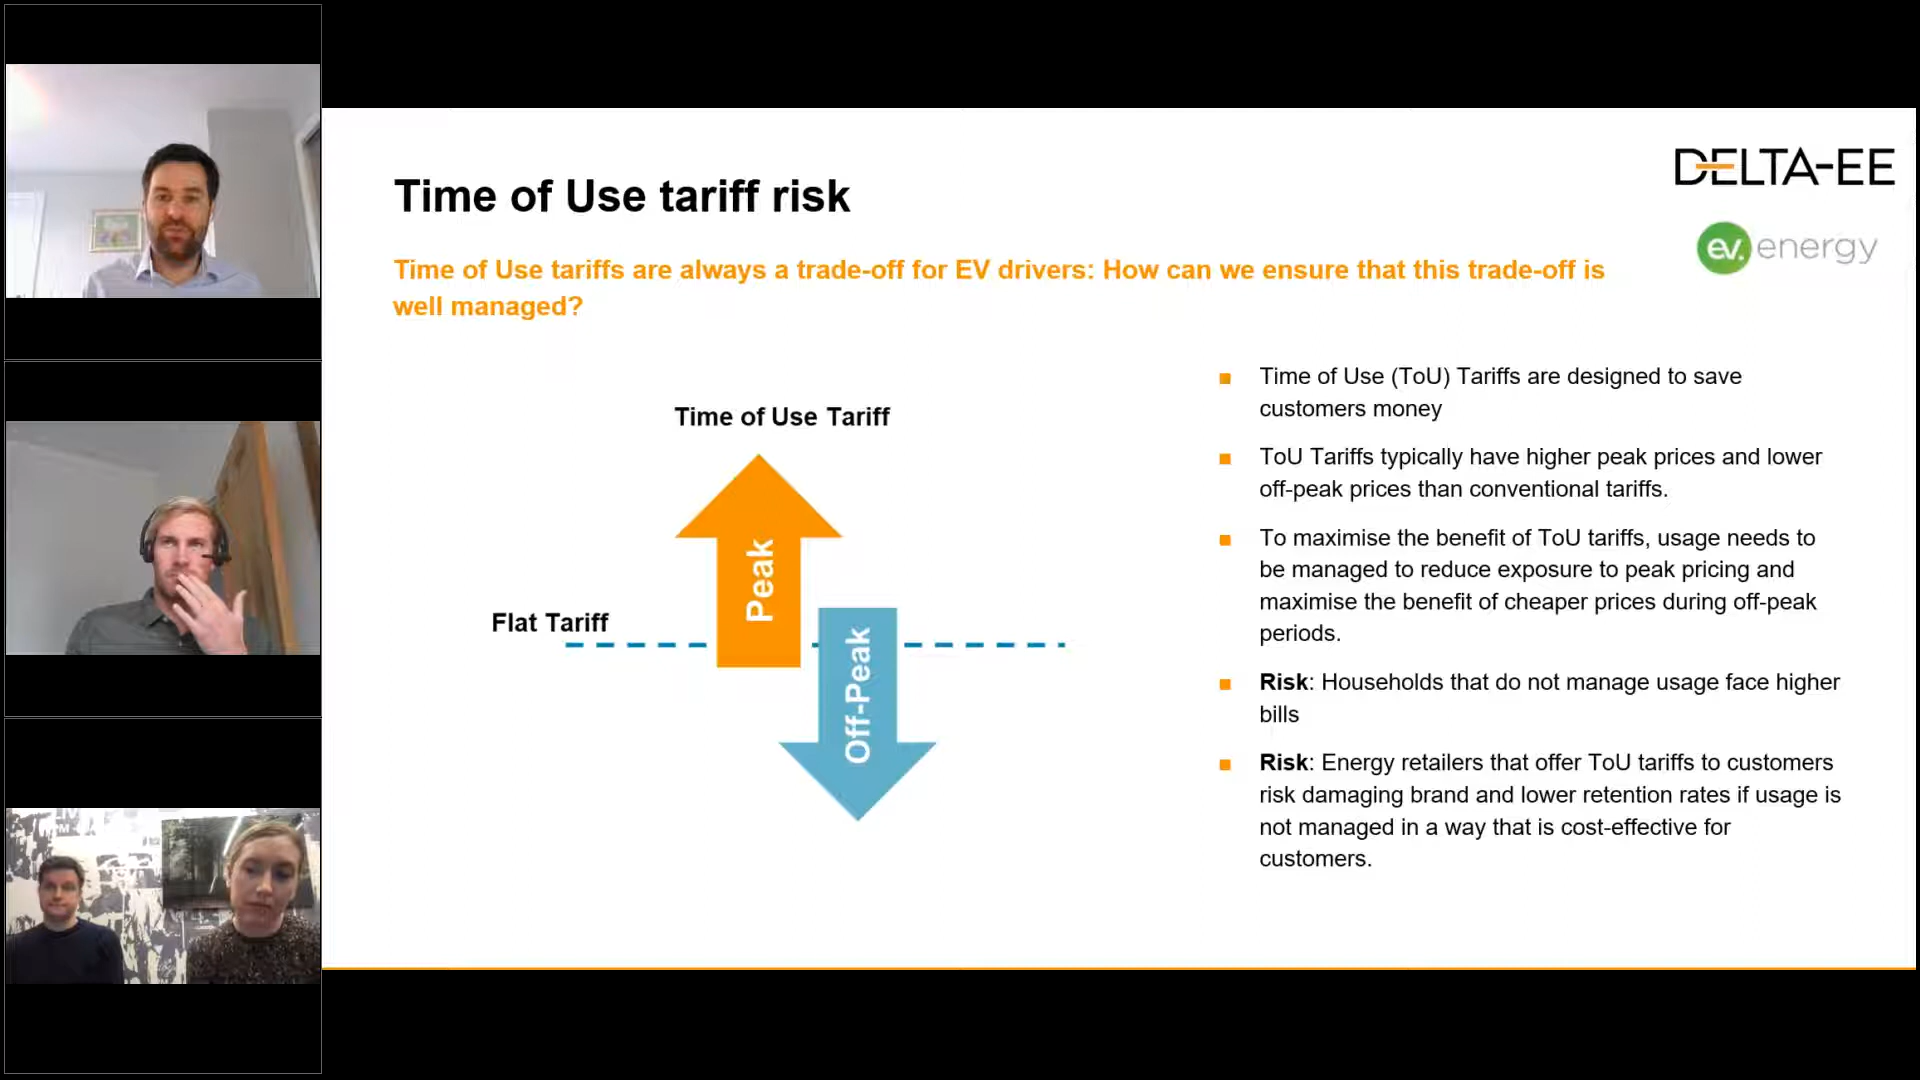 DELTA-EE
ev.energy
Time of Use tariff risk
Time of Use tariffs are always a trade-off for EV drivers: How can we ensure that this trade-off is
well managed?
Time of Use Tariff
Peak
Flat Tariff
Off-Peak
Time of Use (ToU) Tariffs are designed to save
customers money
ToU Tariffs typically have higher peak prices and lower
off-peak prices than conventional tariffs.
To maximise the benefit of ToU tariffs, usage needs to
be managed to reduce exposure to peak pricing and
maximise the benefit of cheaper prices during off-peak
periods.
Risk: Households that do not manage usage face higher
bills
Risk: Energy retailers that offer ToU tariffs to customers
risk damaging brand and lower retention rates if usage is
not managed in a way that is cost-effective for
customers.